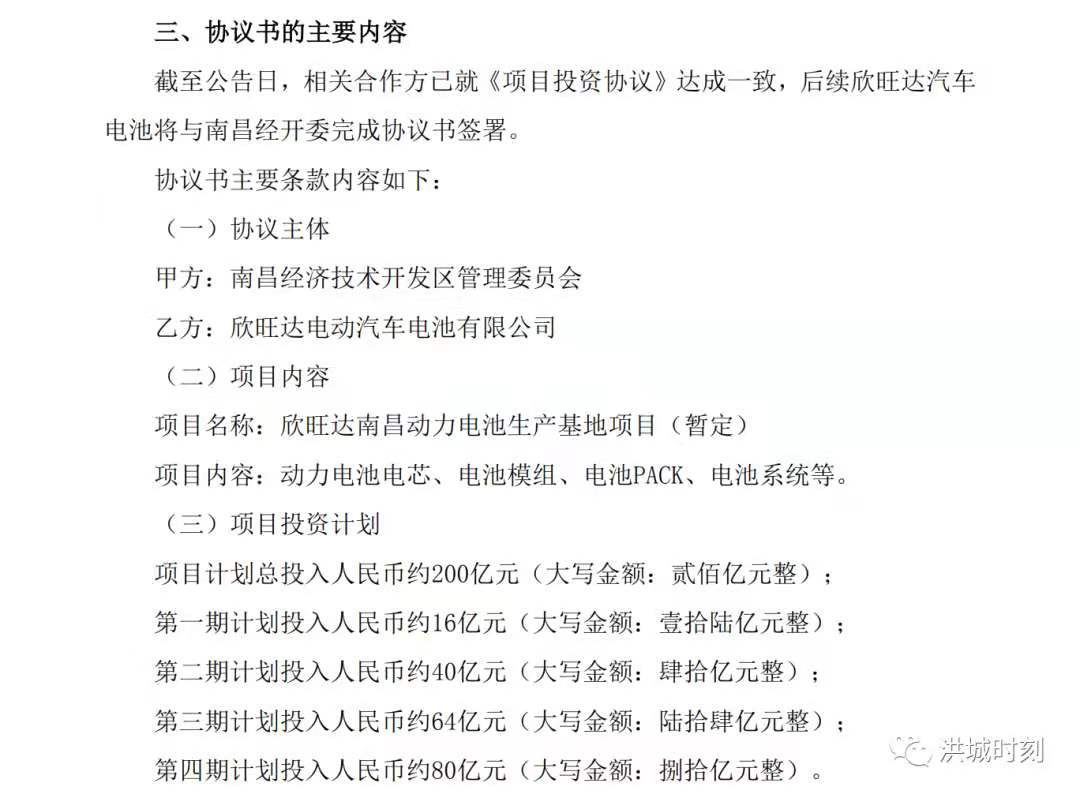 三、协议书的主要内容
截至公告日，相关合作方已就《项目投资协议》达成一致，后续欣旺达汽车
电池将与南昌经开委完成协议书签署。
协议书主要条款内容如下：
（一）协议主体
甲方：南昌经济技术开发区管理委员会
乙方：欣旺达电动汽车电池有限公司
（二）项目内容
项目名称：欣旺达南昌动力电池生产基地项目（暂定）
项目内容：动力电池电芯、电池模组、电池PACK、电池系统等。
（三）项目投资计划
项目计划总投入人民币约200亿元（大写金额：贰佰亿元整）；
第一期计划投入人民币约16亿元（大写金额：壹拾陆亿元整）；
第二期计划投入人民币约40亿元（大写金额：肆拾亿元整）；
第三期计划投入人民币约64亿元（大写金额：陆拾肆亿元整）；
第四期计划投入人民币约80亿元（大写金额：捌拾亿元整）。
洪城时刻